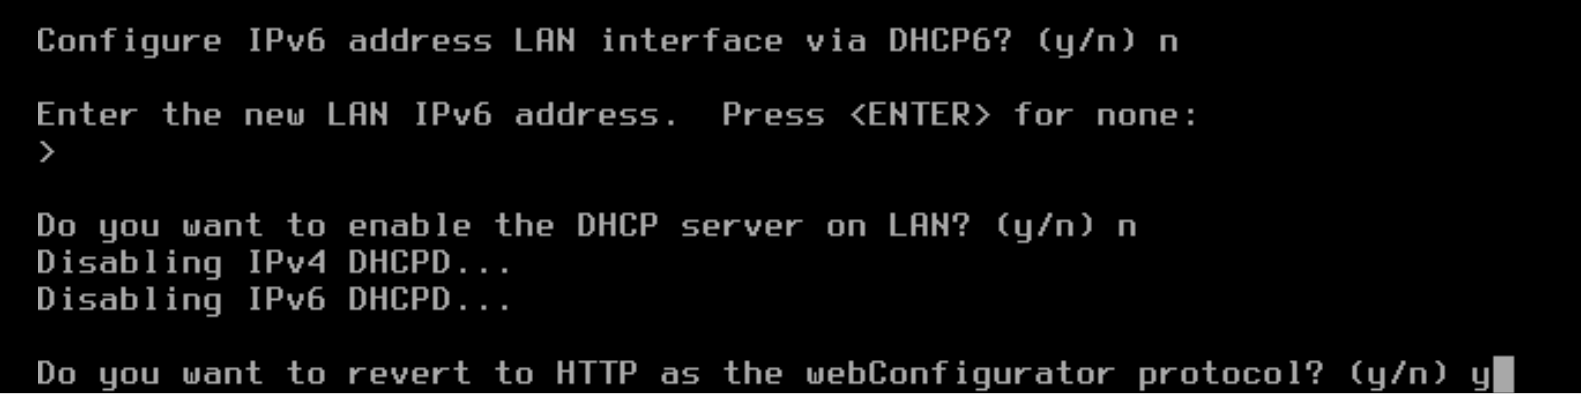 Configure IPv6 address LAN interface via DHCP6? (y/n) n
Enter the new LAN IPv6 address.  Press <ENTER> for none:
>
Do you want to enable the DHCP server on LAN? (y/n) n
Disabling IPv4 DHCPD...
Disabling IPv6 DHCPD...
Do you want to revert to HTTP as the webConfigurator protocol? (y/n) y